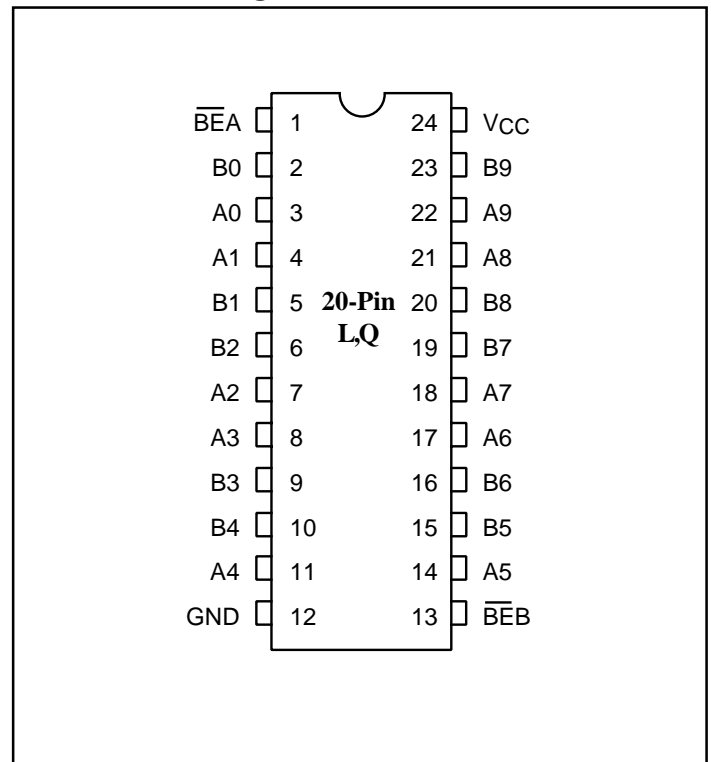 B̅E̅A 1 24 VCC
B0 2 23 B9
A0 3 22 A9
A1 4 21 A8
B1 5 20-Pin 20 B8
L,Q
B2 6 19 B7
A2 7 18 A7
A3 8 17 A6
B3 9 16 B6
B4 10 15 B5
A4 11 14 A5
GND 12 13 B̅E̅B